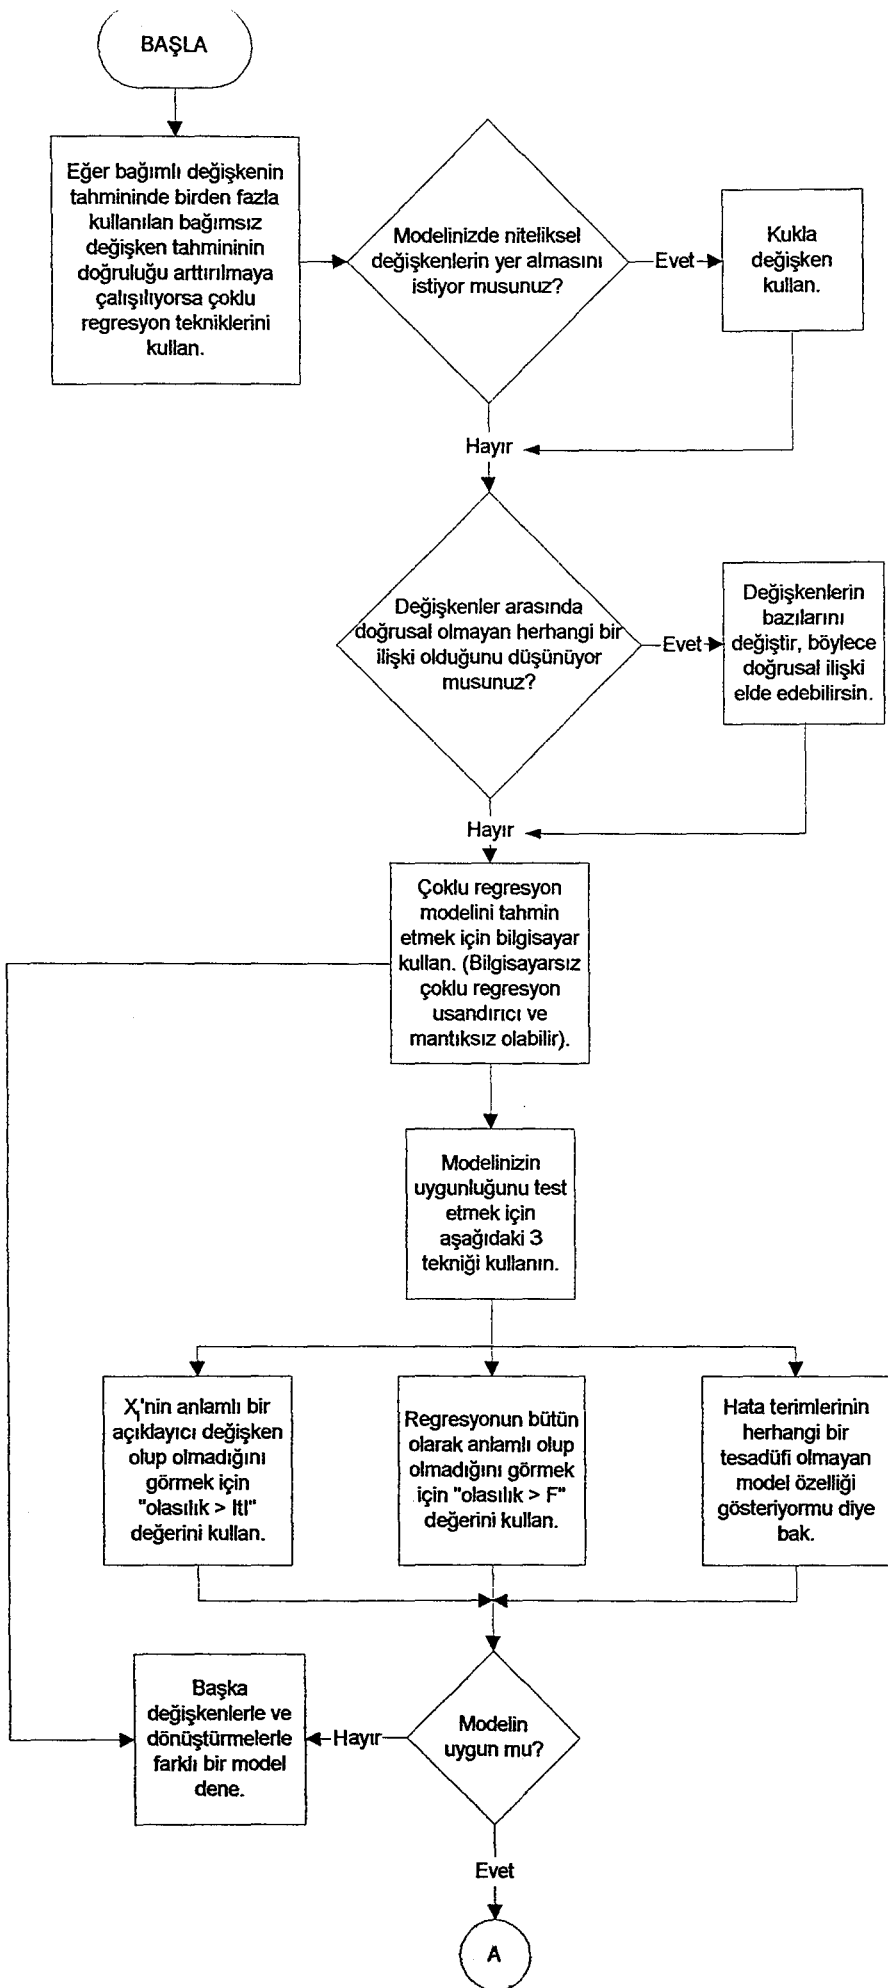 BAŞLA
Eğer bağımlı değişkenin
tahmininde birden fazla
kullanılan bağımsız
değişken tahmininin
doğruluğu arttırılmaya
çalışılıyorsa çoklu
regresyon tekniklerini
kullan.
Modelinizde niteliksel
değişkenlerin yer almasını
istiyor musunuz?
Evet
Kukla
değişken
kullan.
Hayır
Değişkenler arasında
doğrusal olmayan herhangi bir
ilişki olduğunu düşünüyor
musunuz?
Evet
Değişkenlerin
bazılarını
değiştir, böylece
doğrusal ilişki
elde edebilirsin.
Hayır
Çoklu regresyon
modelini tahmin
etmek için bilgisayar
kullan. (Bilgisayarsız
çoklu regresyon
usandırıcı ve
mantıksız olabilir).
Modelinizin
uygunluğunu test
etmek için
aşağıdaki 3
tekniği kullanın.
Xi'nin anlamlı bir
açıklayıcı değişken
olup olmadığını
görmek için
"olasılık > ItI"
değerini kullan.
Regresyonun bütün
olarak anlamlı olup
olmadığını görmek
için "olasılık > F"
değerini kullan.
Hata terimlerinin
herhangi bir
tesadüfi olmayan
model özelliği
gösteriyormu diye
bak.
Başka
değişkenlerle ve
dönüştürmelerle
farklı bir model
dene.
Hayır
Modelin
uygun mu?
Evet
A